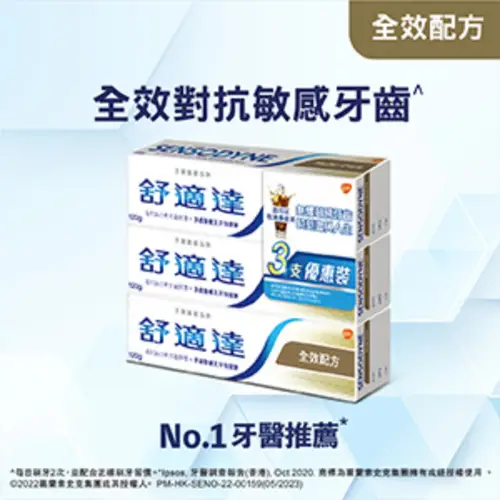 全效配方
全效對抗敏感牙齒^
SENSODYNE
舒適達
120g
3支優惠裝
舒適達
120g
舒適達
120g
全效配方
No.1牙醫推薦*
^每日刷牙2次，並配合正確刷牙習慣。*Ipsos, 牙醫調查報告(香港), Oct 2020. 商標為葛蘭素史克集團擁有或經授權使用。
©2022葛蘭素史克集團或其授權人。 PM-HK-SENO-22-00159(05/2023)